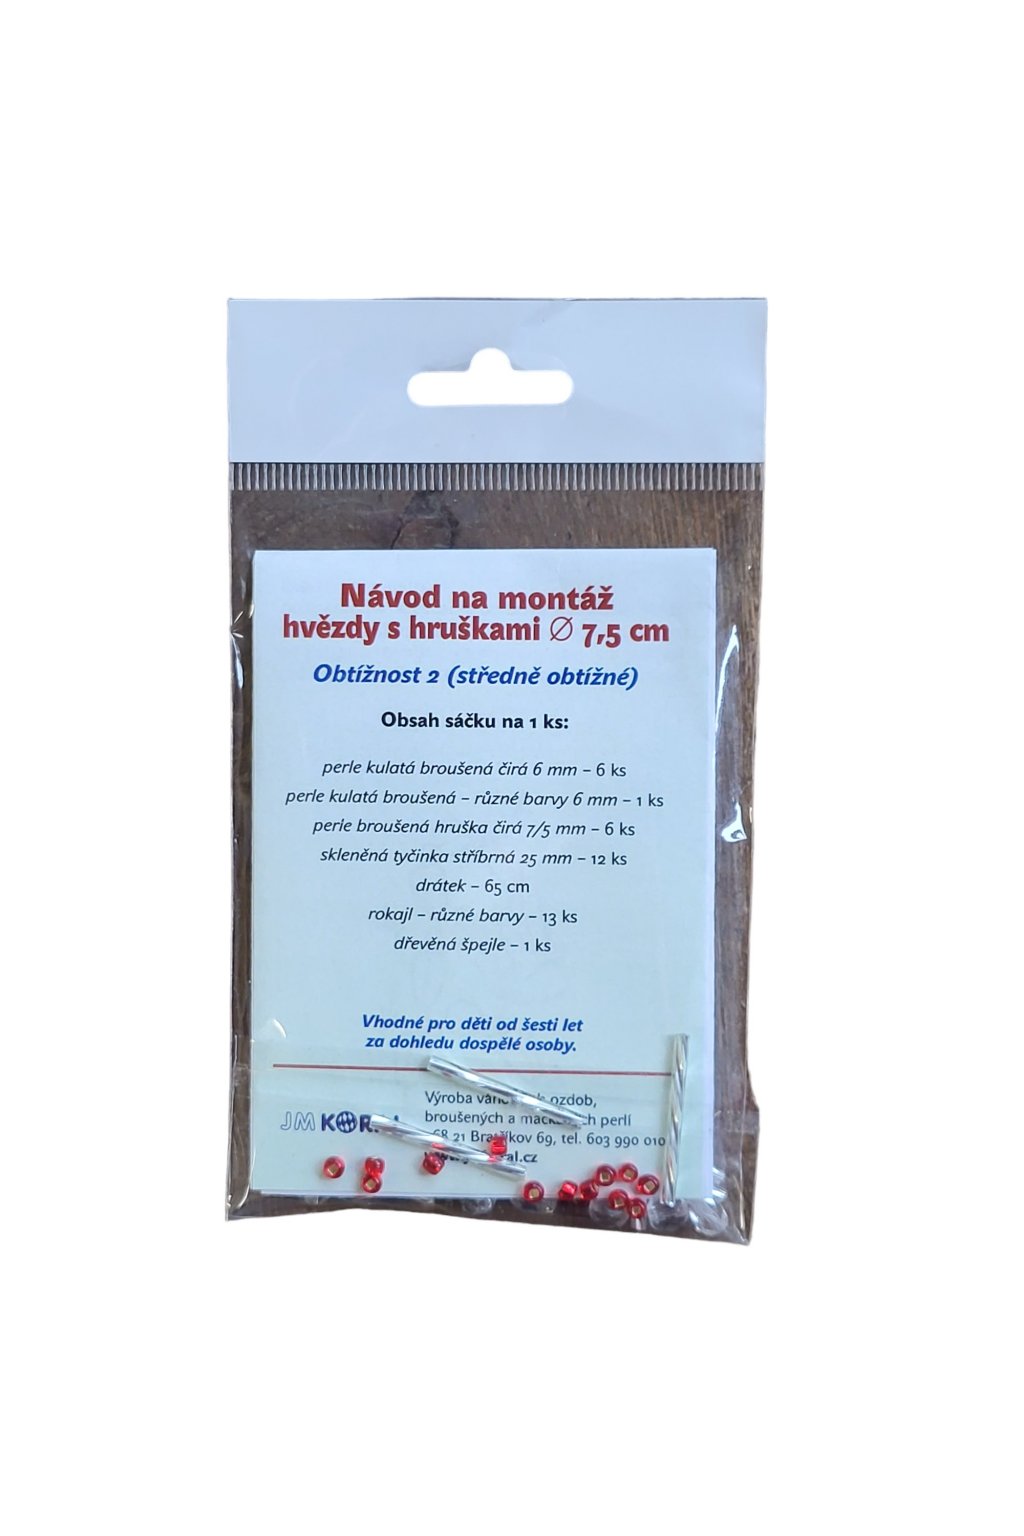 Návod na montáž
hvězdy s hruškami ∅ 7,5 cm
Obtížnost 2 (středně obtížné)
Obsah sáčku na 1 ks:
perle kulatá broušená čirá 6 mm – 6 ks
perle kulatá broušená – různé barvy 6 mm – 1 ks
perle broušená hruška čirá 7/5 mm – 6 ks
skleněná tyčinka stříbrná 25 mm – 12 ks
drátek – 65 cm
rokajl – různé barvy – 13 ks
dřevěná špejle – 1 ks
Vhodné pro děti od šesti let
za dohledu dospělé osoby.
Výroba ozdob,
JM
broušených a perlí
21 69, tel. 603 990 010